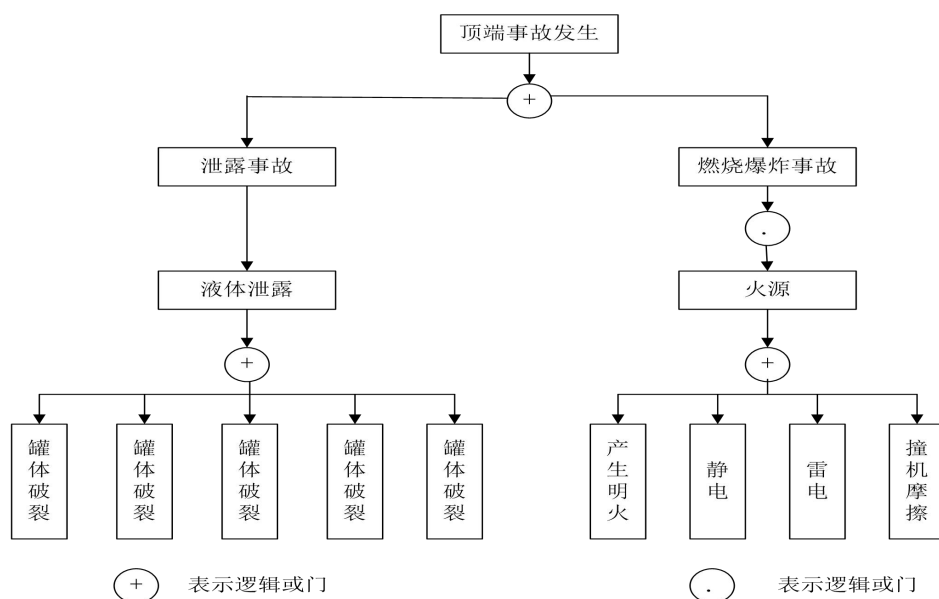 顶端事故发生
+
泄露事故
燃烧爆炸事故
.
液体泄露
火源
+
+
罐体破裂
罐体破裂
罐体破裂
罐体破裂
罐体破裂
产生明火
静电
雷电
撞机摩擦
+ 表示逻辑或门
. 表示逻辑或门